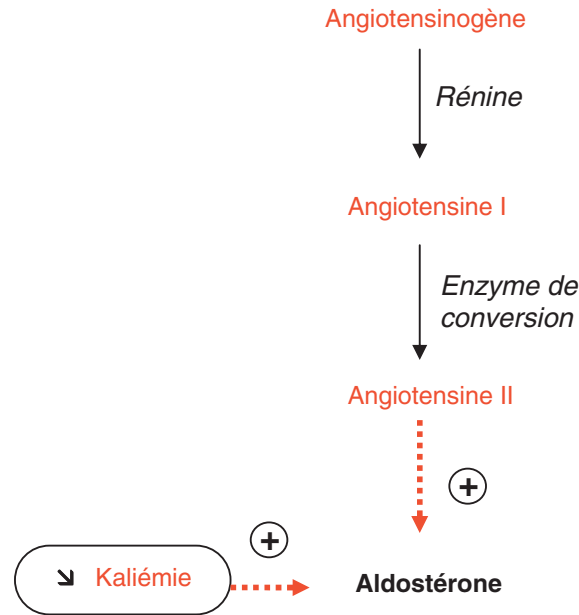 Angiotensinogène
Rénine
Angiotensine I
Enzyme de
conversion
Angiotensine II
+
+
↘ Kaliémie
Aldostérone